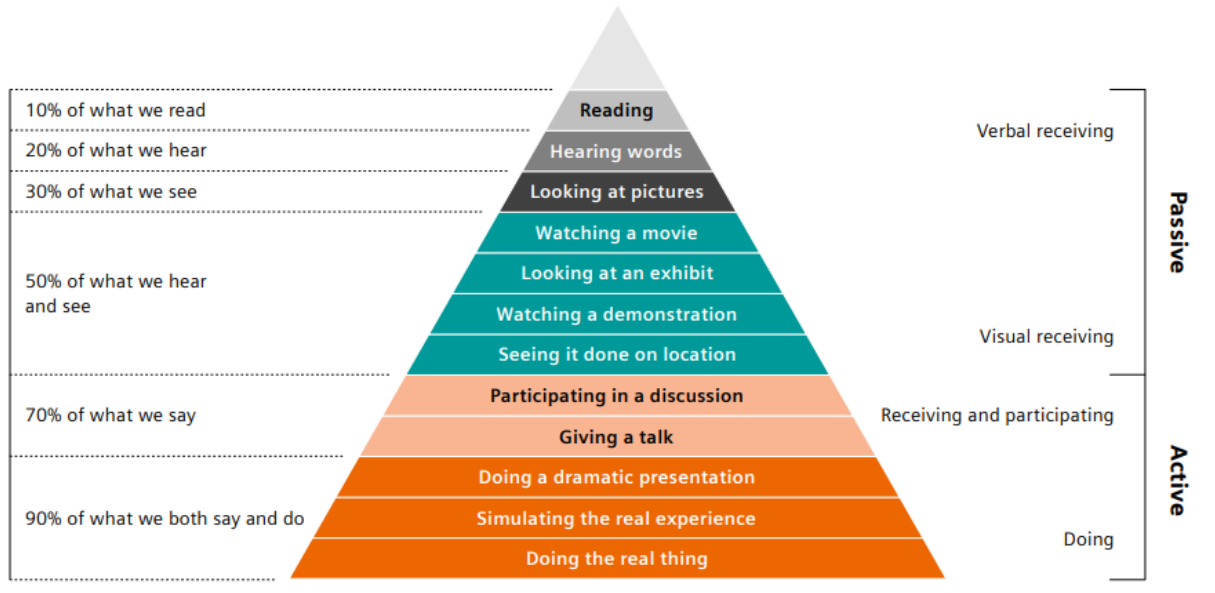 10% of what we read
Reading
Verbal receiving
20% of what we hear
Hearing words
30% of what we see
Looking at pictures
Passive
Watching a movie
50% of what we hear
and see
Looking at an exhibit
Watching a demonstration
Visual receiving
Seeing it done on location
Participating in a discussion
70% of what we say
Receiving and participating
Giving a talk
Active
Doing a dramatic presentation
90% of what we both say and do
Simulating the real experience
Doing
Doing the real thing